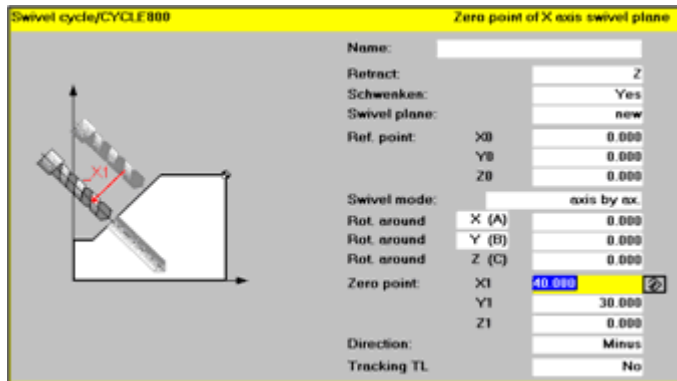 Swivel cycle/CYCLE800 Zero point of X axis swivel plane
Name:
Retract: Z
Schwenken: Yes
Swivel plane: new
Ref. point: X0 0.000
Y0 0.000
Z0 0.000
Swivel mode: axis by ax.
Rot. around X (A) 0.000
Rot. around Y (B) 0.000
Rot. around Z (C) 0.000
Zero point: X1 40.000
Y1 30.000
Z1 0.000
Direction: Minus
Tracking TL No
_X1